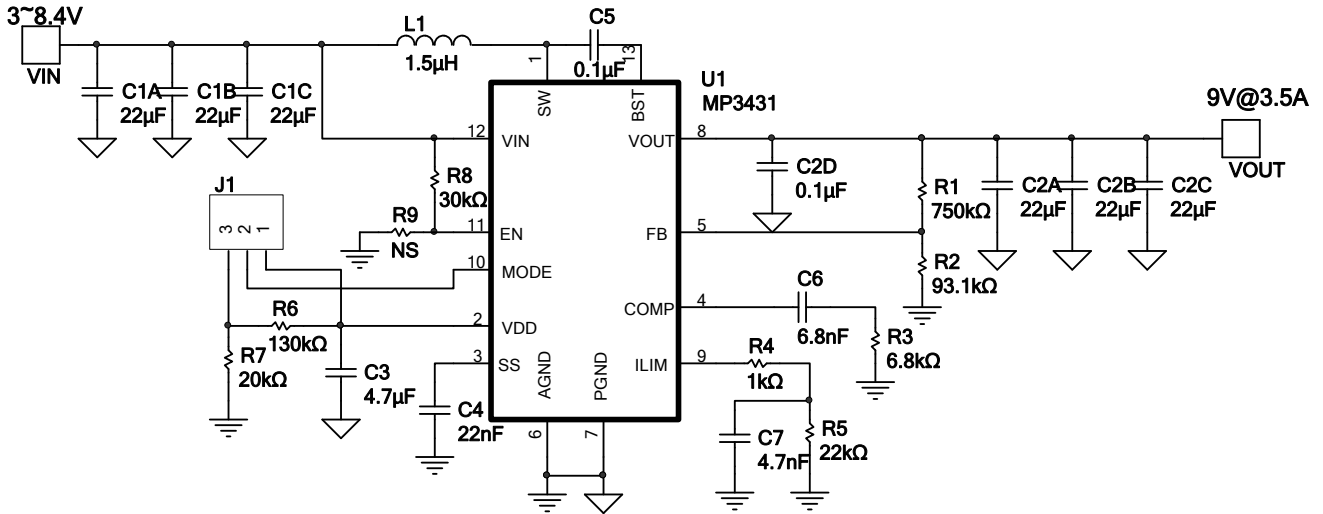 3~8.4V
VIN
C1A
22µF
C1B
22µF
C1C
22µF
L1
1.5µH
C5
0.1µF
1
13
SW
BST
U1
MP3431
12
VIN
VOUT
8
9V@3.5A
VOUT
R8
30kΩ
R9
NS
11
EN
FB
5
C2D
0.1µF
R1
750kΩ
C2A
22µF
C2B
22µF
C2C
22µF
R2
93.1kΩ
J1
3
2
1
10
MODE
COMP
4
C6
6.8nF
R3
6.8kΩ
R6
130kΩ
2
VDD
R7
20kΩ
C3
4.7µF
3
SS
C4
22nF
AGND
PGND
6
7
ILIM
9
R4
1kΩ
C7
4.7nF
R5
22kΩ